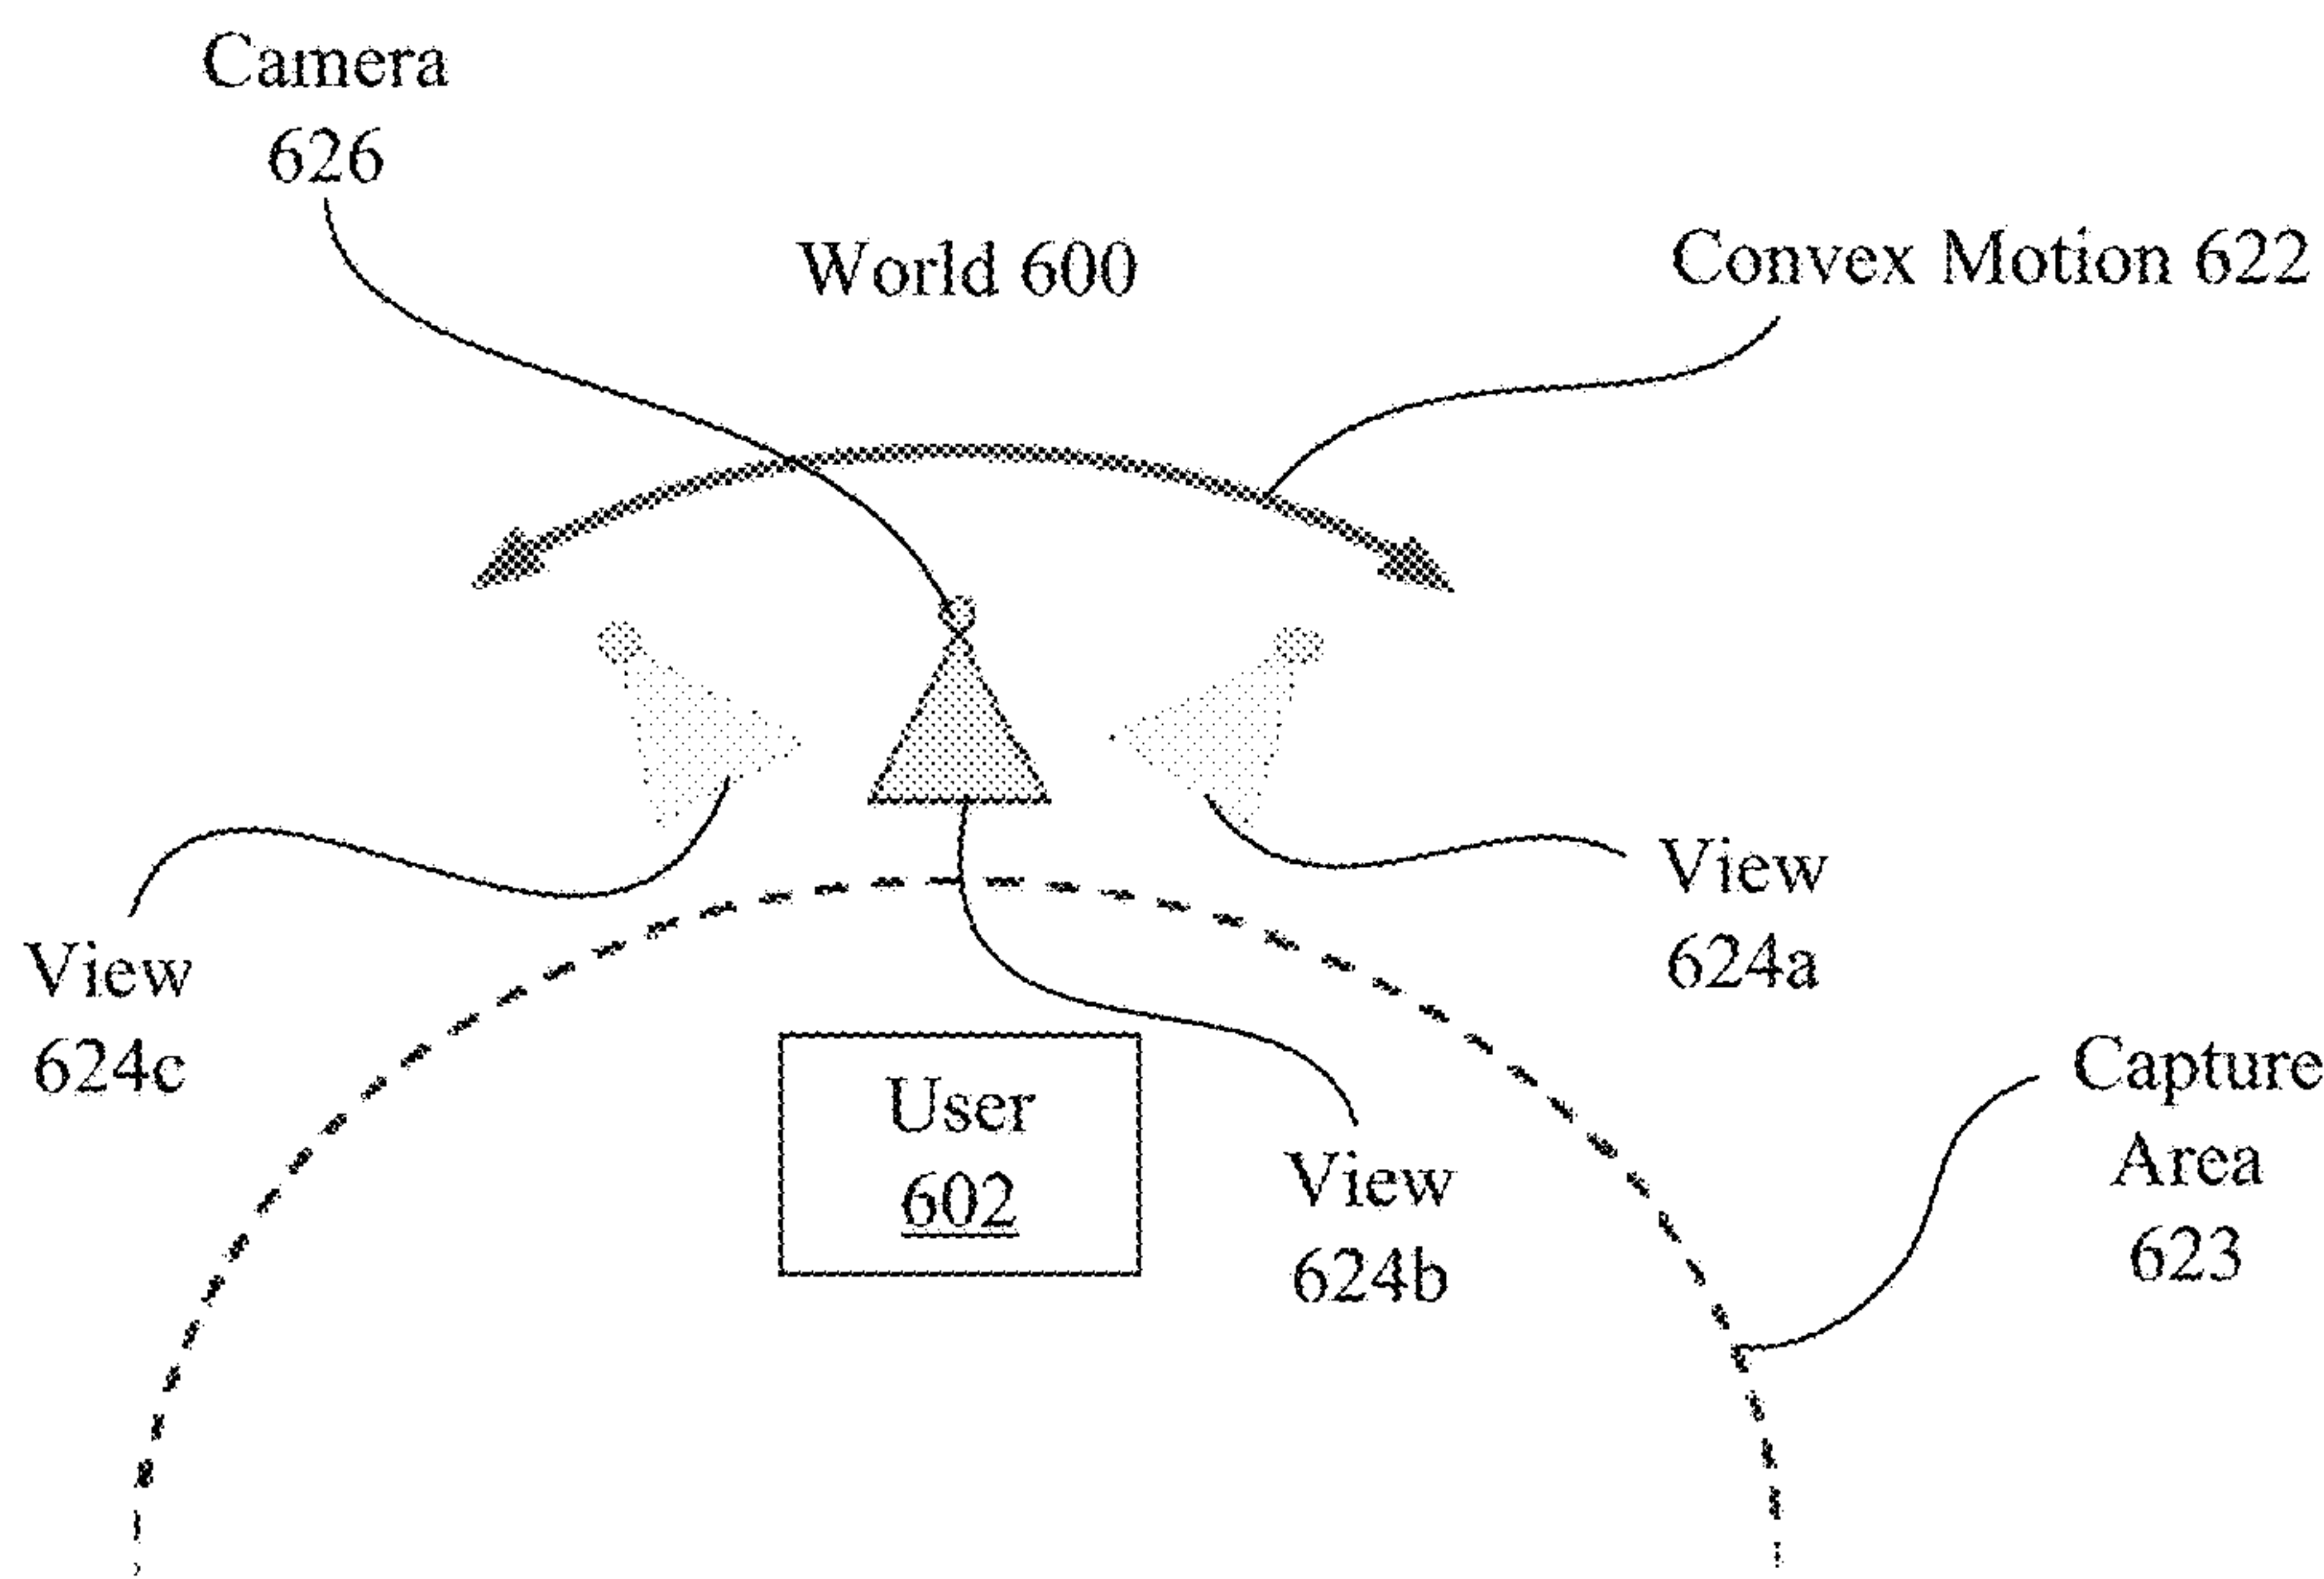 Camera
626
World 600
Convex Motion 622
View
624a
View
624c
Capture
Area
623
User
602
View
624b